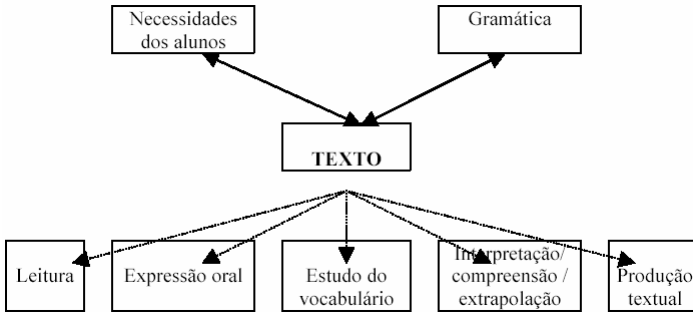 Necessidades
dos alunos
Gramática
TEXTO
Leitura
Expressão oral
Estudo do
vocabulário
Interpretação/
compreensão /
extrapolação
Produção
textual